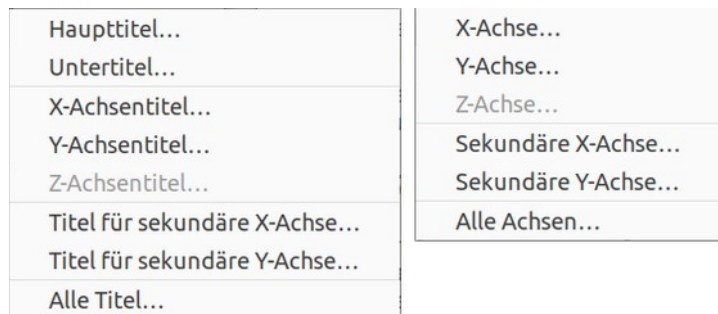 Haupttitel...
Untertitel...
X-Achsentitel...
Y-Achsentitel...
Z-Achsentitel...
Titel für sekundäre X-Achse...
Titel für sekundäre Y-Achse...
Alle Titel...
X-Achse...
Y-Achse...
Z-Achse...
Sekundäre X-Achse...
Sekundäre Y-Achse...
Alle Achsen...